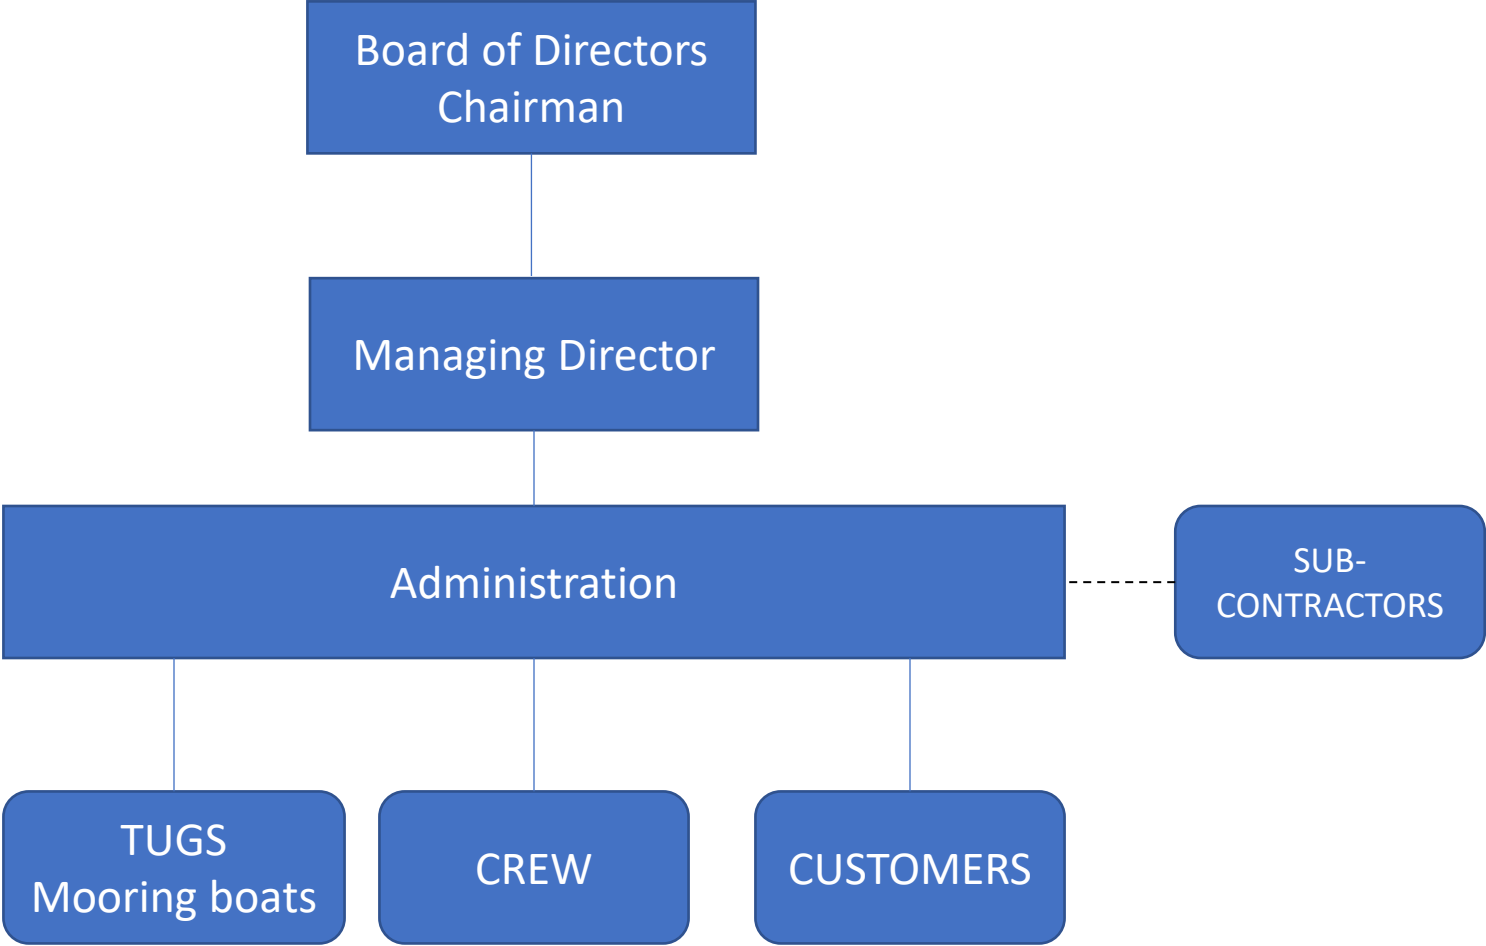 Board of Directors
Chairman
Managing Director
Administration
SUB-
CONTRACTORS
TUGS
Mooring boats
CREW
CUSTOMERS